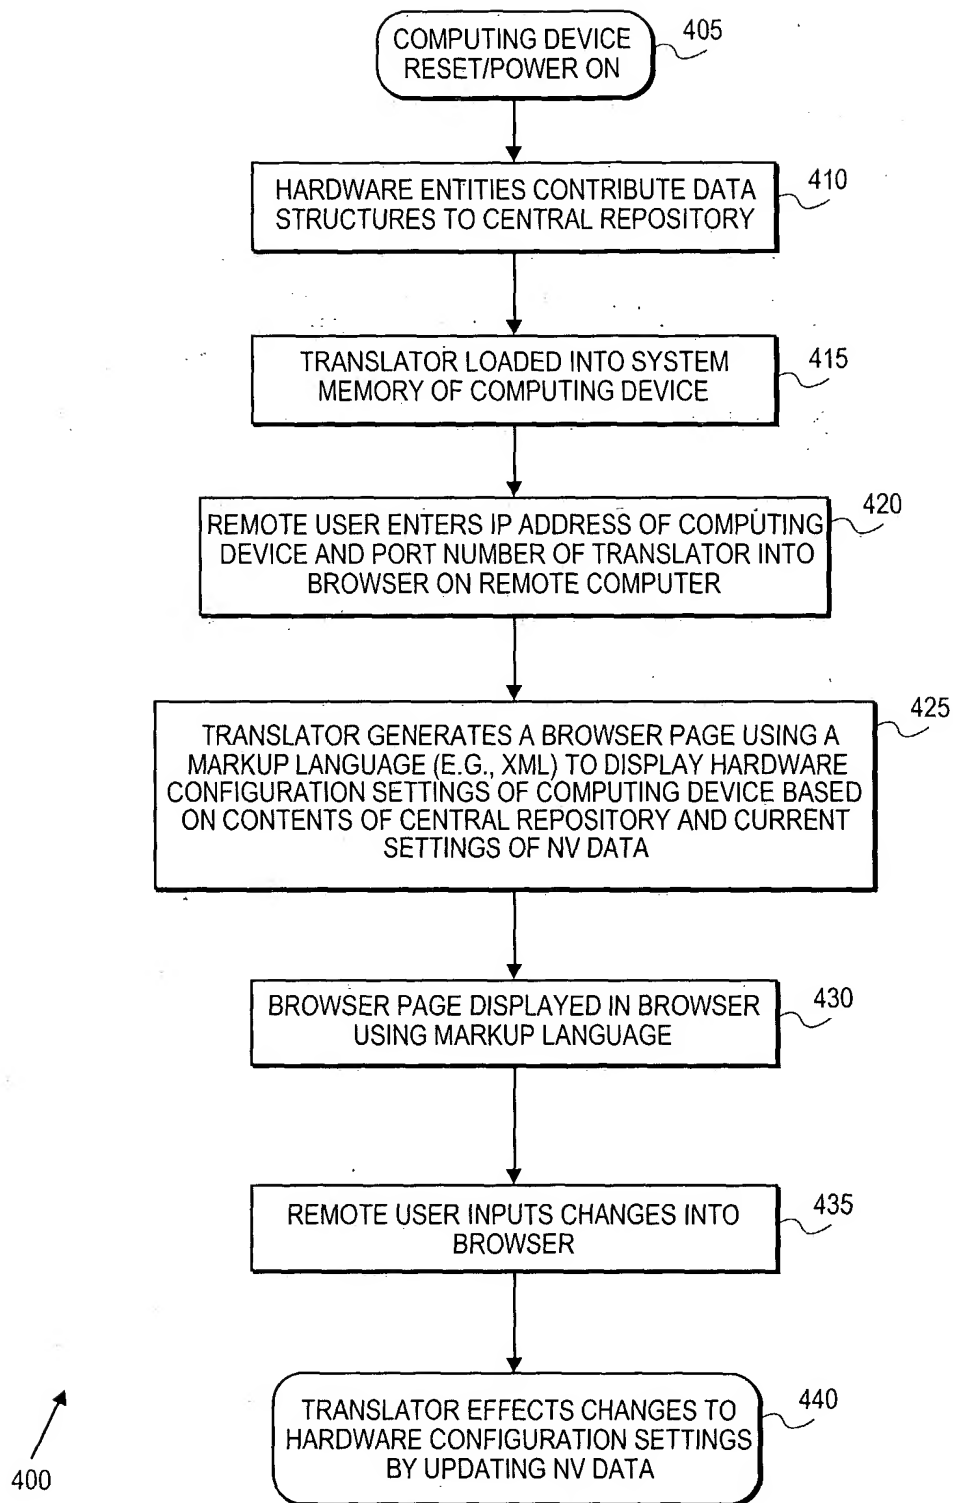 COMPUTING DEVICE
RESET/POWER ON
405
HARDWARE ENTITIES CONTRIBUTE DATA
STRUCTURES TO CENTRAL REPOSITORY
410
TRANSLATOR LOADED INTO SYSTEM
MEMORY OF COMPUTING DEVICE
415
REMOTE USER ENTERS IP ADDRESS OF COMPUTING
DEVICE AND PORT NUMBER OF TRANSLATOR INTO
BROWSER ON REMOTE COMPUTER
420
TRANSLATOR GENERATES A BROWSER PAGE USING A
MARKUP LANGUAGE (E.G., XML) TO DISPLAY HARDWARE
CONFIGURATION SETTINGS OF COMPUTING DEVICE BASED
ON CONTENTS OF CENTRAL REPOSITORY AND CURRENT
SETTINGS OF NV DATA
425
BROWSER PAGE DISPLAYED IN BROWSER
USING MARKUP LANGUAGE
430
REMOTE USER INPUTS CHANGES INTO
BROWSER
435
TRANSLATOR EFFECTS CHANGES TO
HARDWARE CONFIGURATION SETTINGS
BY UPDATING NV DATA
440
400